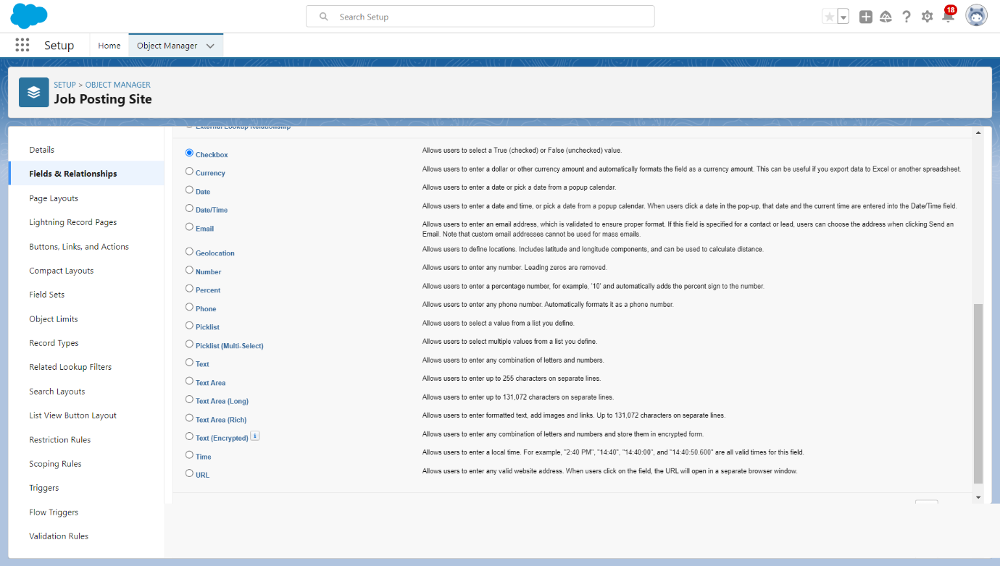 Search Setup
18
Setup
Home
Object Manager
SETUP > OBJECT MANAGER
Job Posting Site
Details
Fields & Relationships
Page Layouts
Lightning Record Pages
Buttons, Links, and Actions
Compact Layouts
Field Sets
Object Limits
Record Types
Related Lookup Filters
Search Layouts
List View Button Layout
Restriction Rules
Scoping Rules
Triggers
Flow Triggers
Validation Rules
External Lookup Relationship
Checkbox Allows users to select a True (checked) or False (unchecked) value.
Currency Allows users to enter a dollar or other currency amount and automatically formats the field as a currency amount. This can be useful if you export data to Excel or another spreadsheet.
Date Allows users to enter a date or pick a date from a popup calendar.
Date/Time Allows users to enter a date and time, or pick a date from a popup calendar. When users click a date in the pop-up, that date and the current time are entered into the Date/Time field.
Email Allows users to enter an email address, which is validated to ensure proper format. If this field is specified for a contact or lead, users can choose the address when clicking Send an
Email. Note that custom email addresses cannot be used for mass emails.
Geolocation Allows users to define locations. Includes latitude and longitude components, and can be used to calculate distance.
Number Allows users to enter any number. Leading zeros are removed.
Percent Allows users to enter a percentage number, for example, '10' and automatically adds the percent sign to the number.
Phone Allows users to enter any phone number. Automatically formats it as a phone number.
Picklist Allows users to select a value from a list you define.
Picklist (Multi-Select) Allows users to select multiple values from a list you define.
Text Allows users to enter any combination of letters and numbers.
Text Area Allows users to enter up to 255 characters on separate lines.
Text Area (Long) Allows users to enter up to 131,072 characters on separate lines.
Text Area (Rich) Allows users to enter formatted text, add images and links. Up to 131,072 characters on separate lines.
Text (Encrypted) i Allows users to enter any combination of letters and numbers and store them in encrypted form.
Time Allows users to enter a local time. For example, "2:40 PM", "14:40", "14:40:00", and "14:40:50.600" are all valid times for this field.
URL Allows users to enter any valid website address. When users click on the field, the URL will open in a separate browser window.